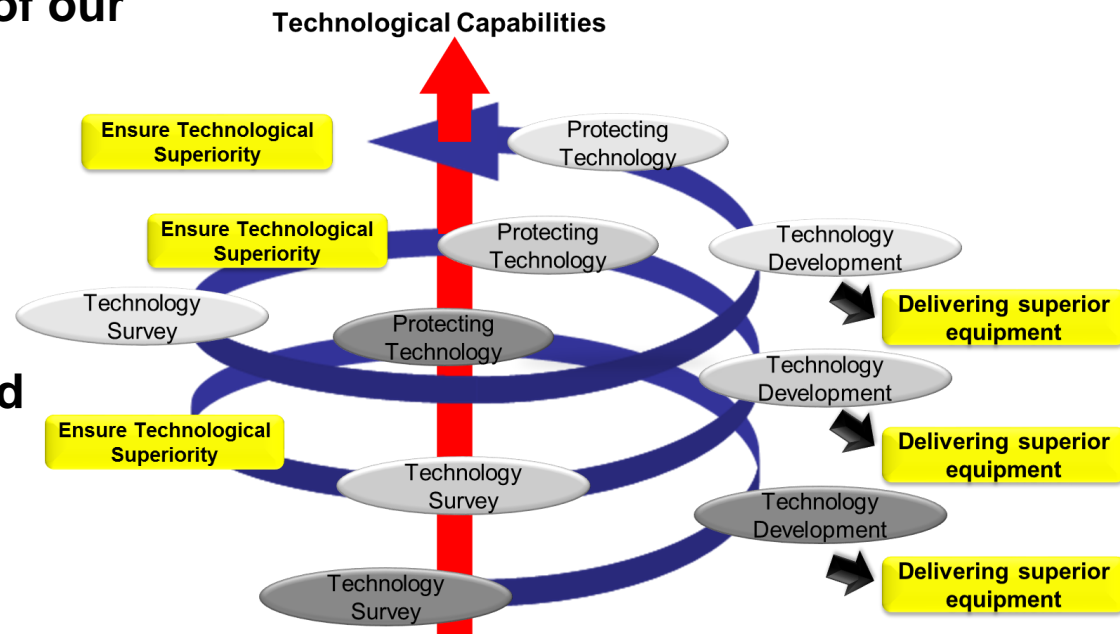 of our
Technological Capabilities
Ensure Technological
Superiority
Protecting
Technology
Ensure Technological
Superiority
Protecting
Technology
Technology
Development
Technology
Survey
Delivering superior
equipment
Protecting
Technology
Technology
Development
d
Ensure Technological
Superiority
Delivering superior
equipment
Technology
Survey
Technology
Development
Delivering superior
equipment
Technology
Survey